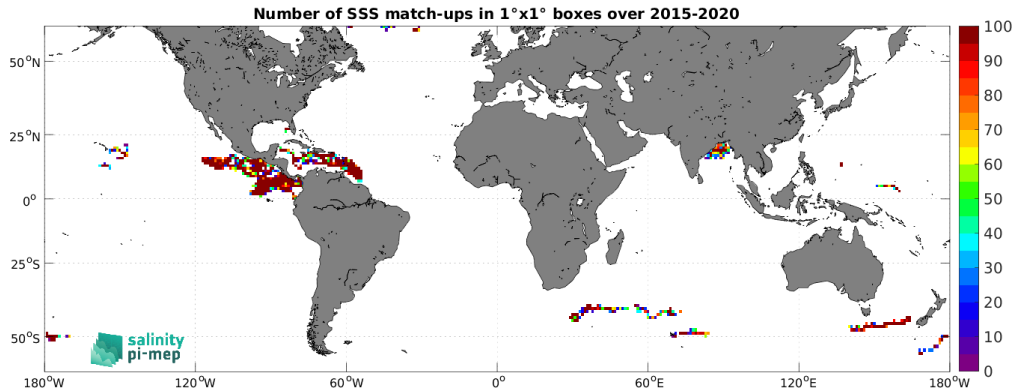 Number of SSS match-ups in 1°x1° boxes over 2015-2020
50°N
25°N
0°
25°S
50°S
180°W
120°W
60°W
0°
60°E
120°E
180°W
100
90
80
70
60
50
40
30
20
10
0
salinity
pi-mep